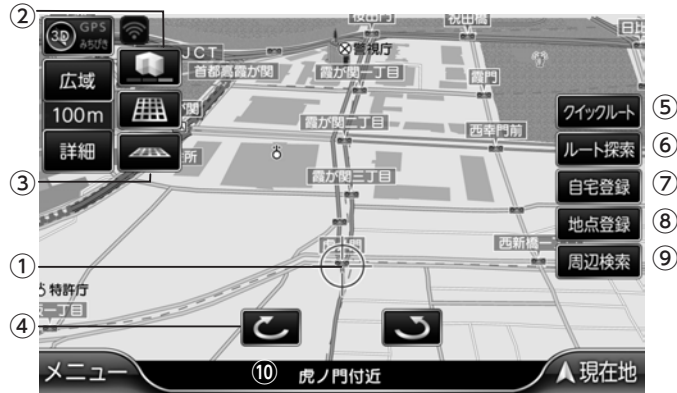 ②
3D GPS
みちびき
広域
100m
詳細
③
①
④
JCT
首都高霞が関
桜田門
祝田橋
警視庁
霞が関一丁目
霞門
霞が関二丁目
西幸門前
霞が関三丁目
所
関
西新橋一
特許庁
一丁目
クイックルート
⑤
ルート探索
⑥
自宅登録
⑦
地点登録
⑧
周辺検索
⑨
メニュー
⑩
虎ノ門付近
現在地